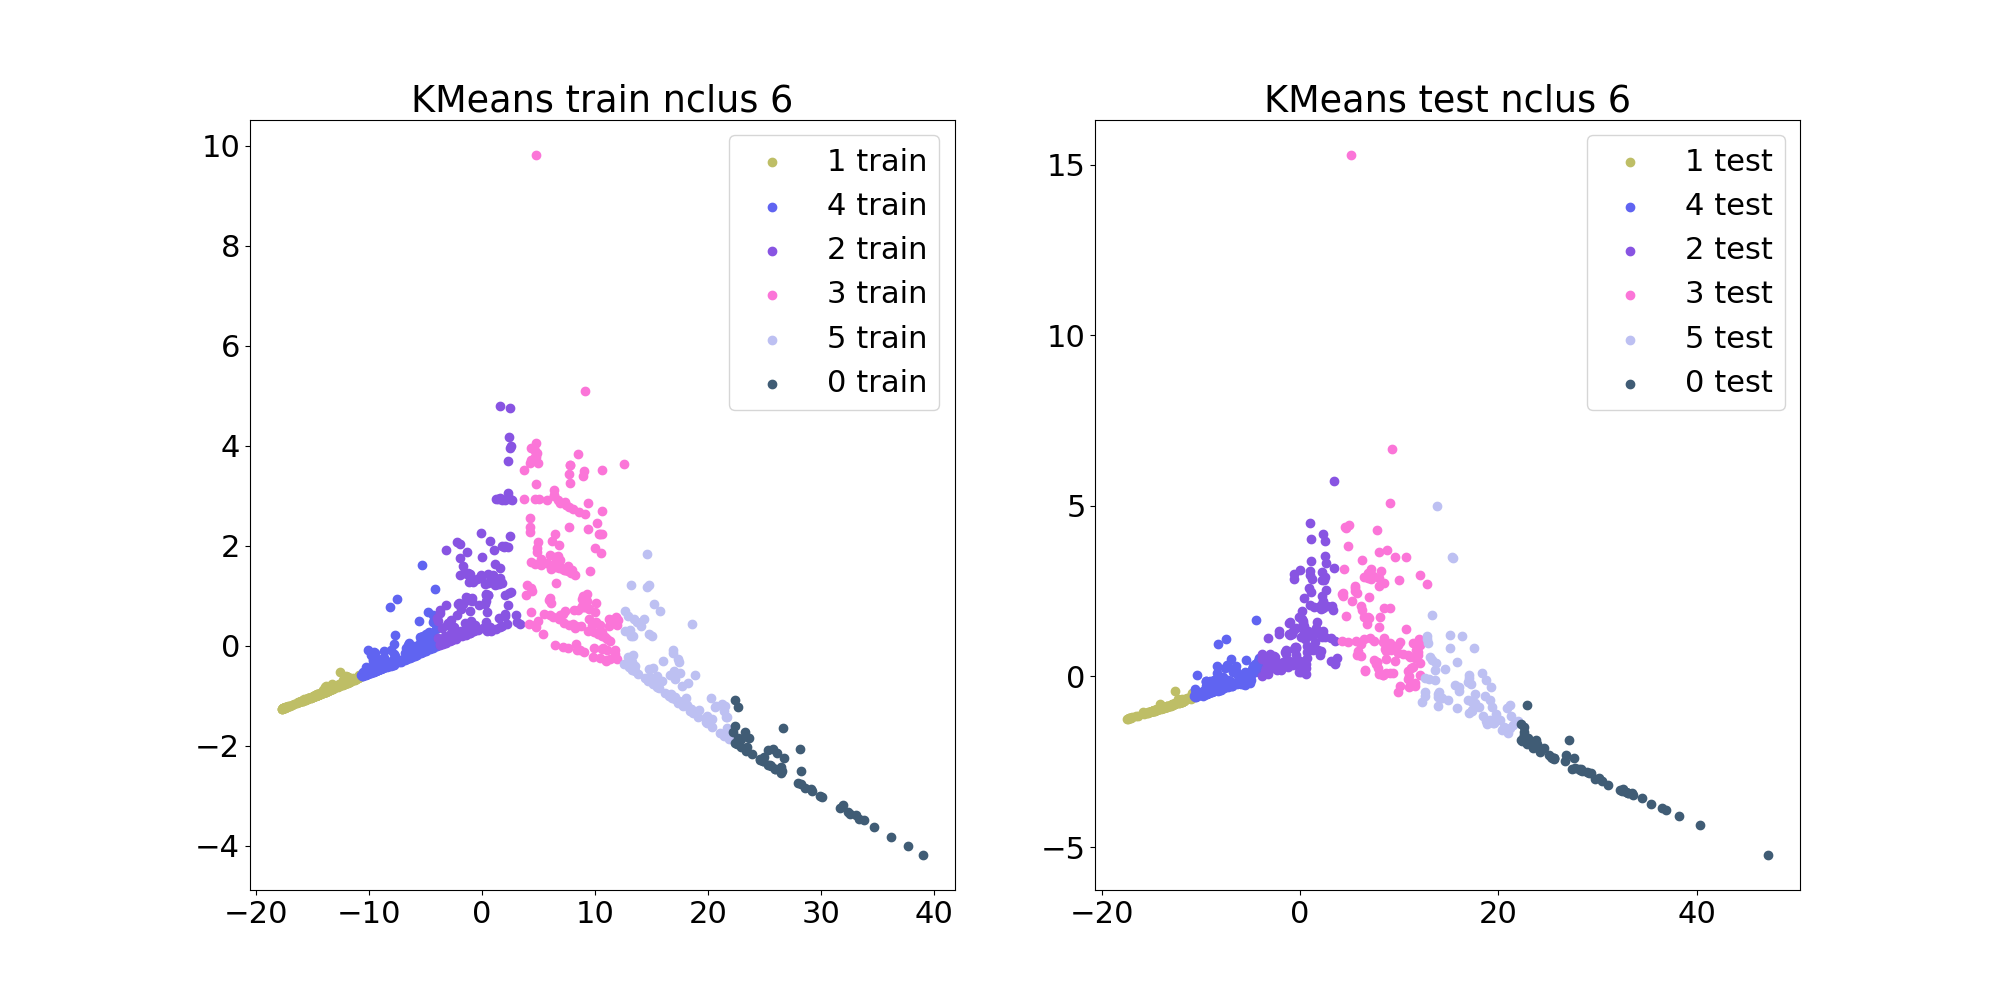 KMeans train nclus 6
10
8
6
4
2
0
−2
−4
−20
−10
0
10
20
30
40
1 train
4 train
2 train
3 train
5 train
0 train
KMeans test nclus 6
15
10
5
0
−5
−20
0
20
40
1 test
4 test
2 test
3 test
5 test
0 test